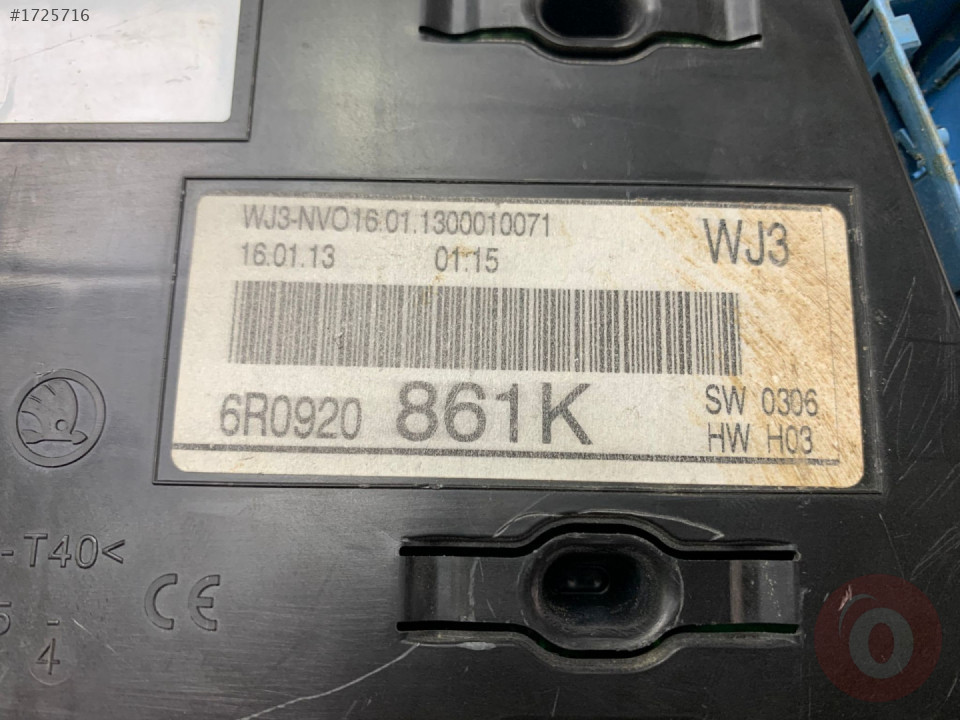 #1725716
WJ3-NVO16.01.1300010071
WJ3
16.01.13 01:15
6R0920 861K
SW 0306
HW H03
-T40<
CE
5 -
4